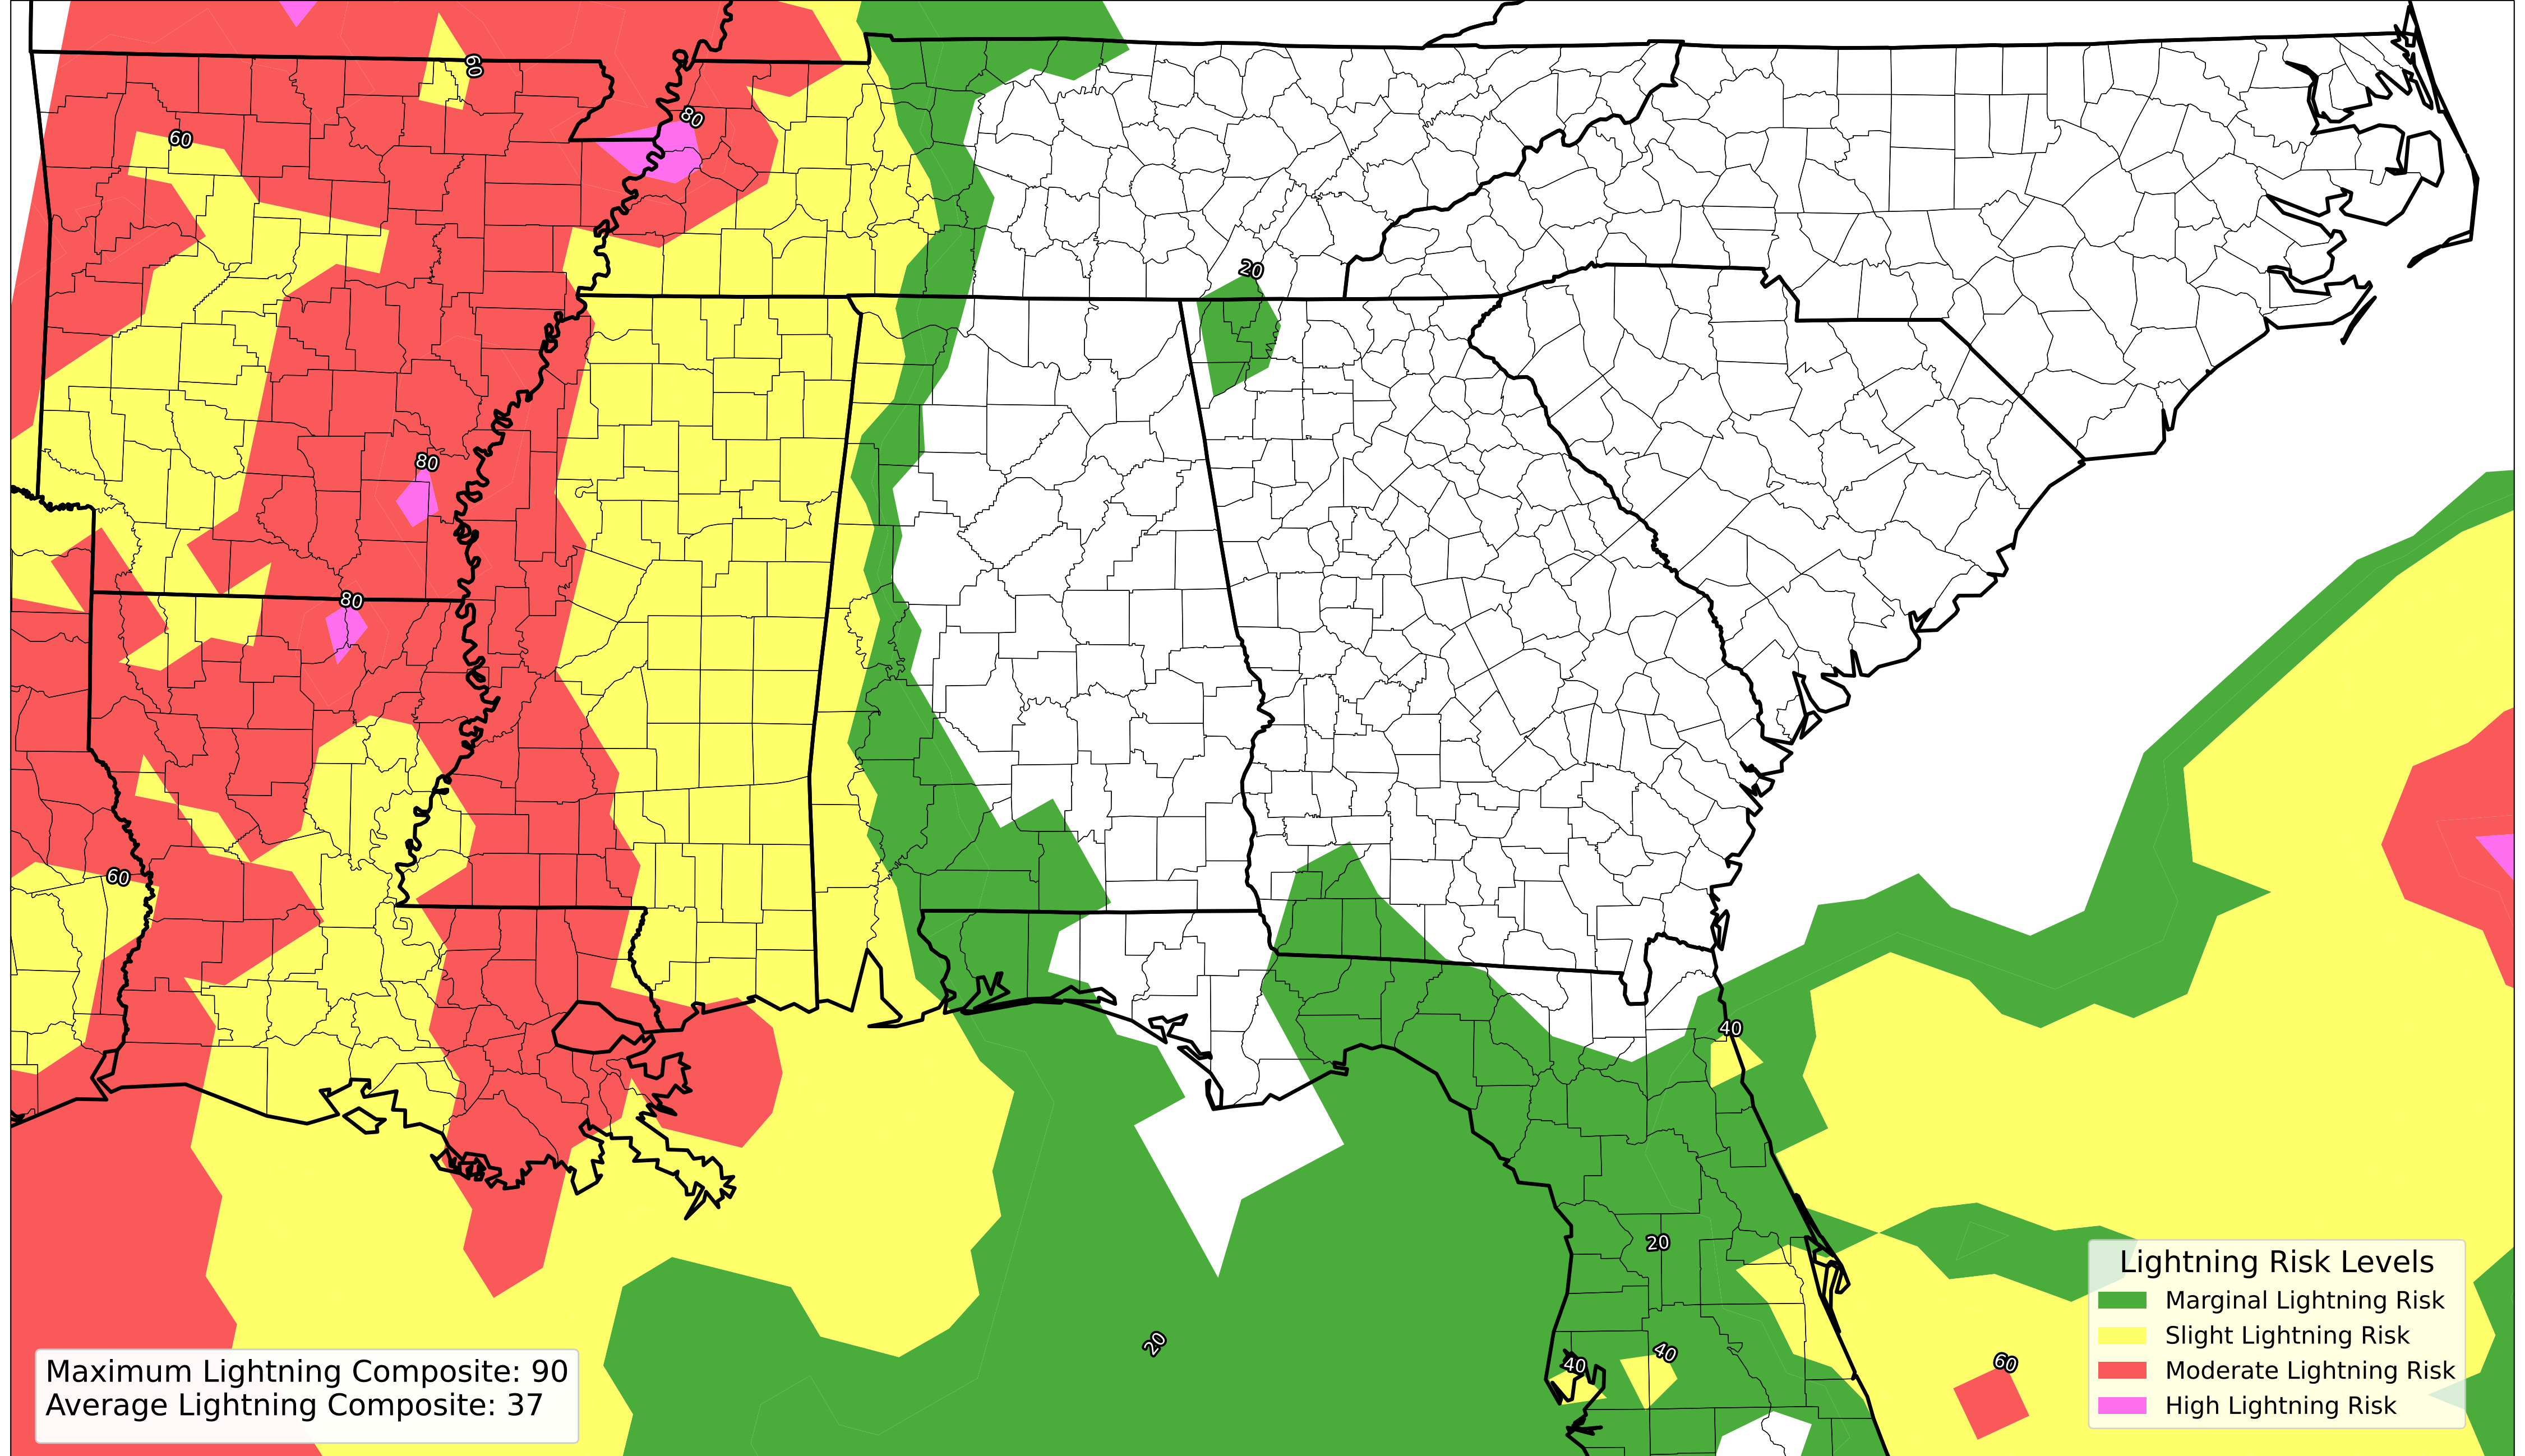 60
80
60
20
80
80
60
40
20
40
40
60
20
Lightning Risk Levels
Marginal Lightning Risk
Slight Lightning Risk
Moderate Lightning Risk
High Lightning Risk
Maximum Lightning Composite: 90
Average Lightning Composite: 37